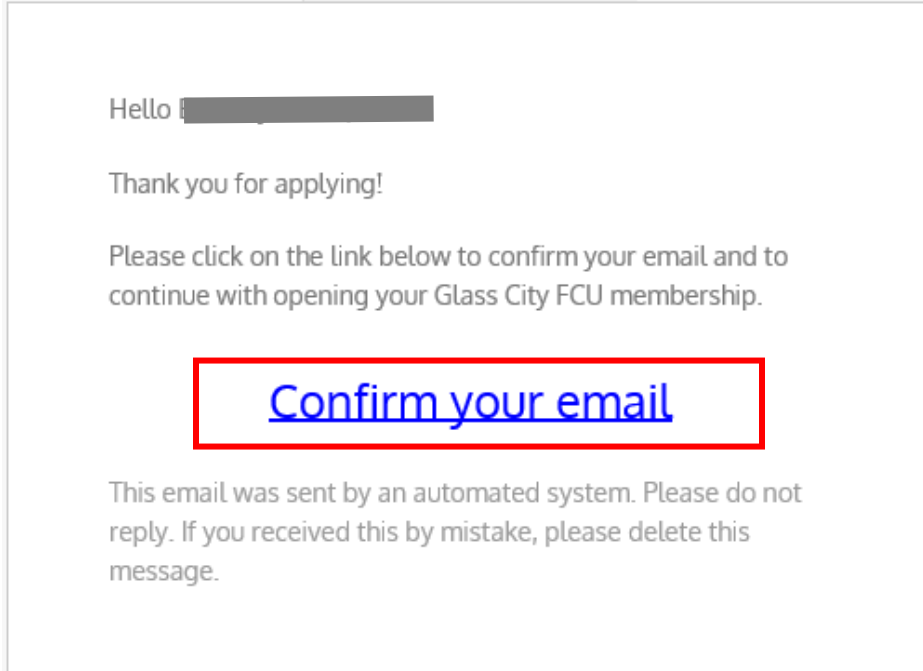 Hello
Thank you for applying!
Please click on the link below to confirm your email and to
continue with opening your Glass City FCU membership.
Confirm your email
This email was sent by an automated system. Please do not
reply. If you received this by mistake, please delete this
message.